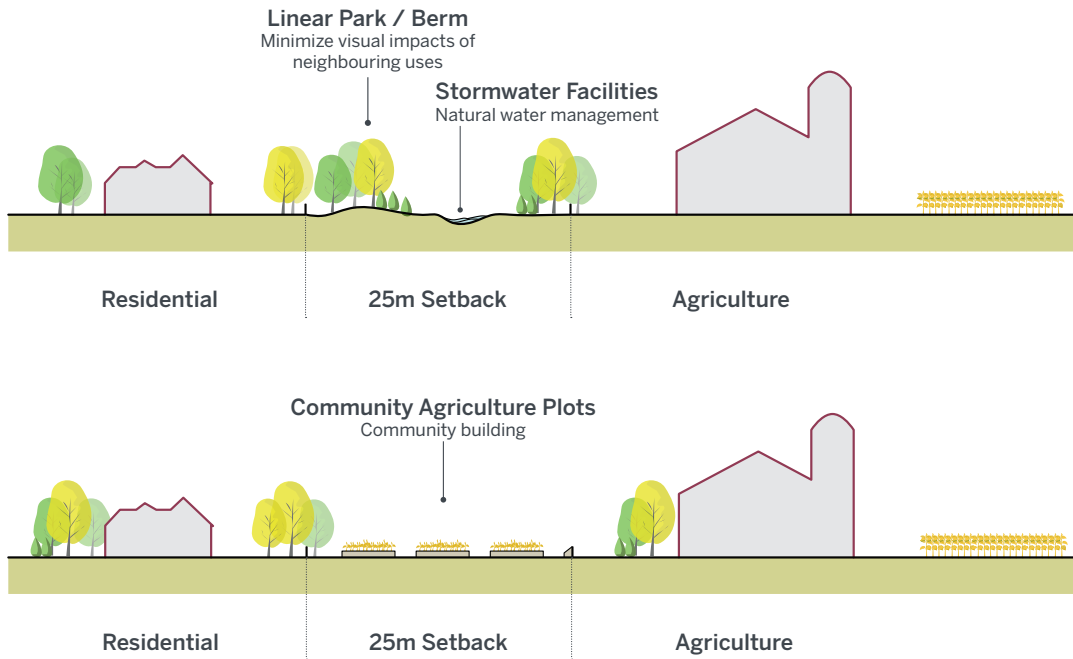 Linear Park / Berm
Minimize visual impacts of
neighbouring uses
Stormwater Facilities
Natural water management
Residential
25m Setback
Agriculture
Community Agriculture Plots
Community building
Residential
25m Setback
Agriculture